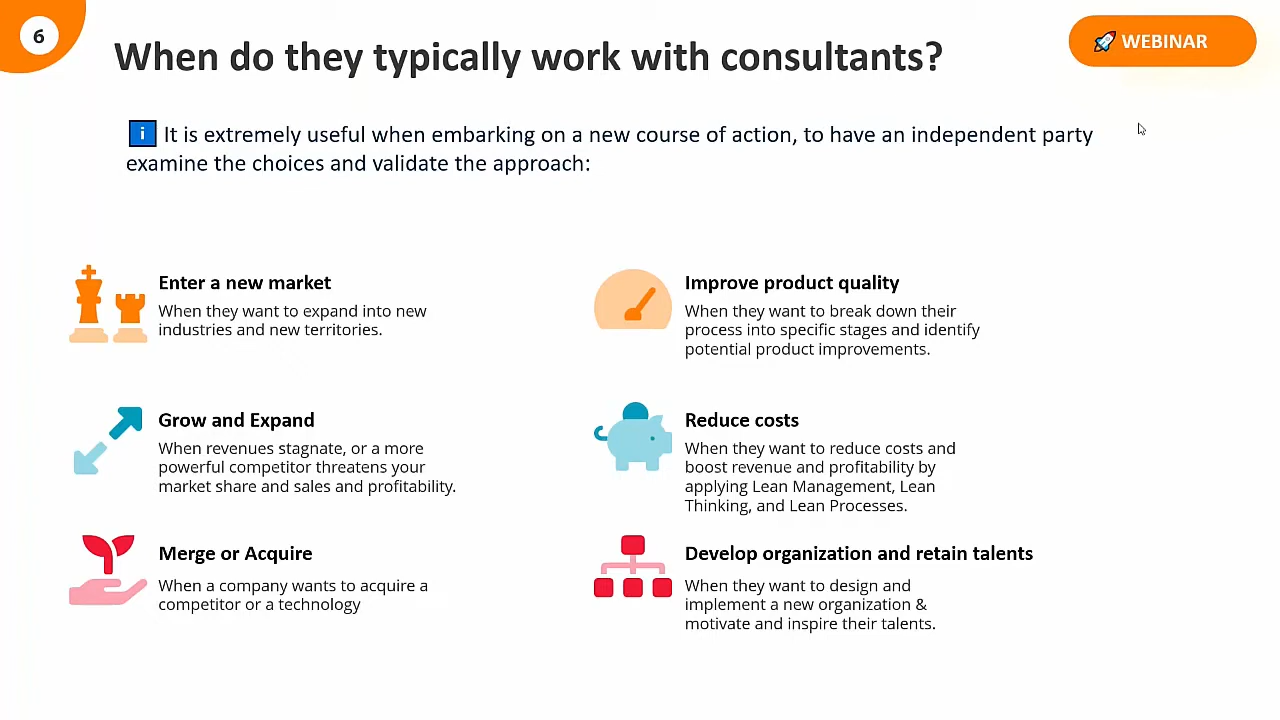 6
When do they typically work with consultants?
WEBINAR
i It is extremely useful when embarking on a new course of action, to have an independent party
examine the choices and validate the approach:
Enter a new market
When they want to expand into new
industries and new territories.
Improve product quality
When they want to break down their
process into specific stages and identify
potential product improvements.
Grow and Expand
When revenues stagnate, or a more
powerful competitor threatens your
market share and sales and profitability.
Reduce costs
When they want to reduce costs and
boost revenue and profitability by
applying Lean Management, Lean
Thinking, and Lean Processes.
Merge or Acquire
When a company wants to acquire a
competitor or a technology
Develop organization and retain talents
When they want to design and
implement a new organization &
motivate and inspire their talents.